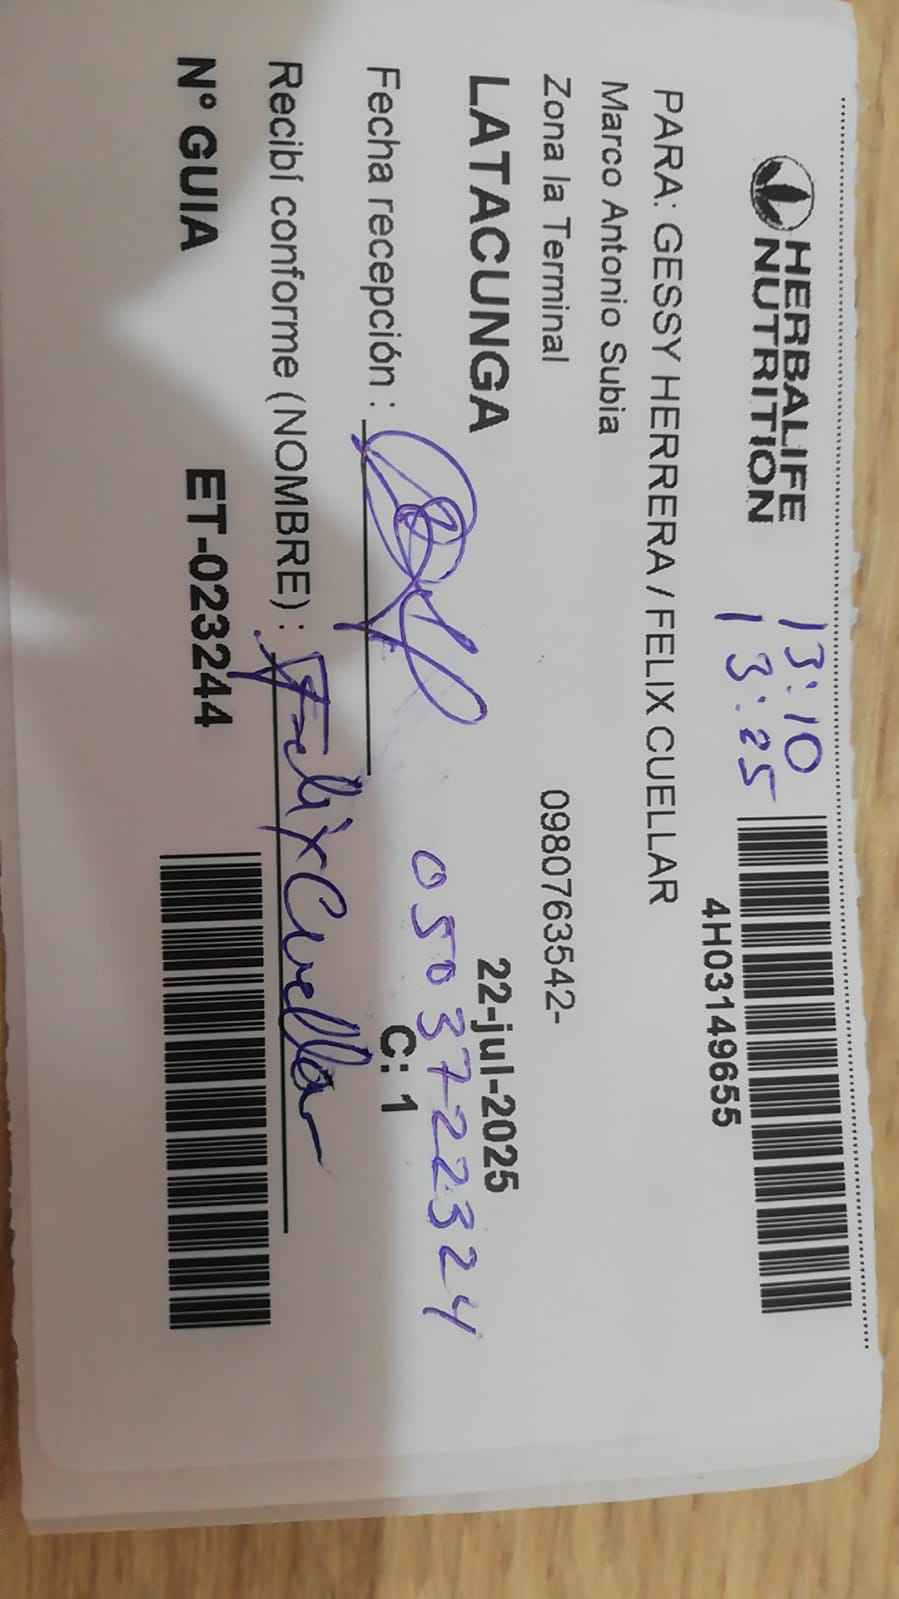 HERBALIFE
NUTRITION
13:10
13:25
4H03149655
PARA: GESSY HERRERA / FELIX CUELLAR
Marco Antonio Subia
Zona la Terminal 0980763542-
LATACUNGA 22-jul-2025
0503722324
Fecha recepción : C: 1
Recibí conforme (NOMBRE) : Felix Cuellar
N° GUIA ET-023244